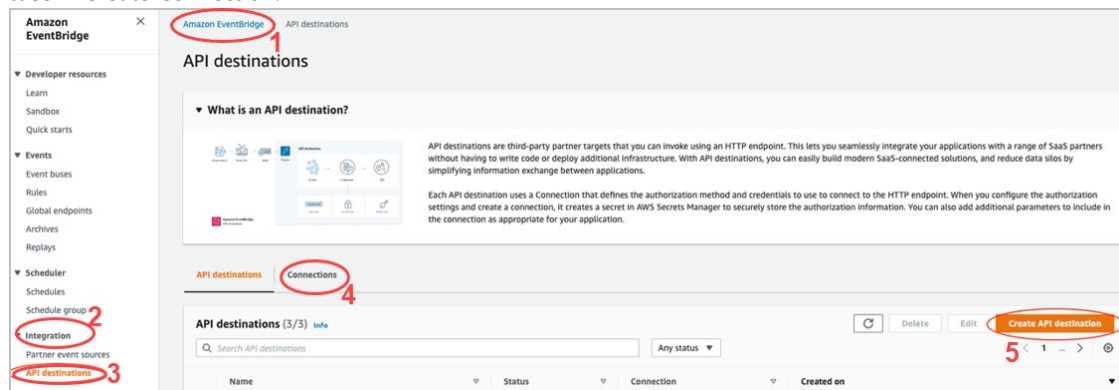 Amazon
EventBridge
×
Developer resources
Learn
Sandbox
Quick starts
Events
Event buses
Rules
Global endpoints
Archives
Replays
Scheduler
Schedules
Schedule group
2
Integration
Partner event sources
API destinations
3
Amazon EventBridge
API destinations
1
API destinations
What is an API destination?
API destinations are third-party partner targets that you can invoke using an HTTP endpoint. This lets you seamlessly integrate your applications with a range of SaaS partners
without having to write code or deploy additional infrastructure. With API destinations, you can easily build modern SaaS-connected solutions, and reduce data silos by
simplifying information exchange between applications.
Each API destination uses a Connection that defines the authorization method and credentials to use to connect to the HTTP endpoint. When you configure the authorization
settings and create a connection, it creates a secret in AWS Secrets Manager to securely store the authorization information. You can also add additional parameters to include in
the connection as appropriate for your application.
API destinations
Connections
4
API destinations (3/3) Info
Delete
Edit
Create API destination
5
Search API destinations
Any status
1 ...
Name
Status
Connection
Created on